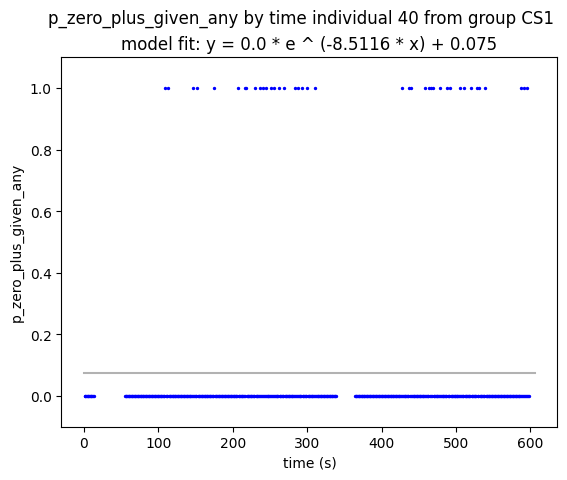 p_zero_plus_given_any by time individual 40 from group CS1
model fit: y = 0.0 * e ^ (-8.5116 * x) + 0.075
p_zero_plus_given_any
1.0
0.8
0.6
0.4
0.2
0.0
0 100 200 300 400 500 600
time (s)